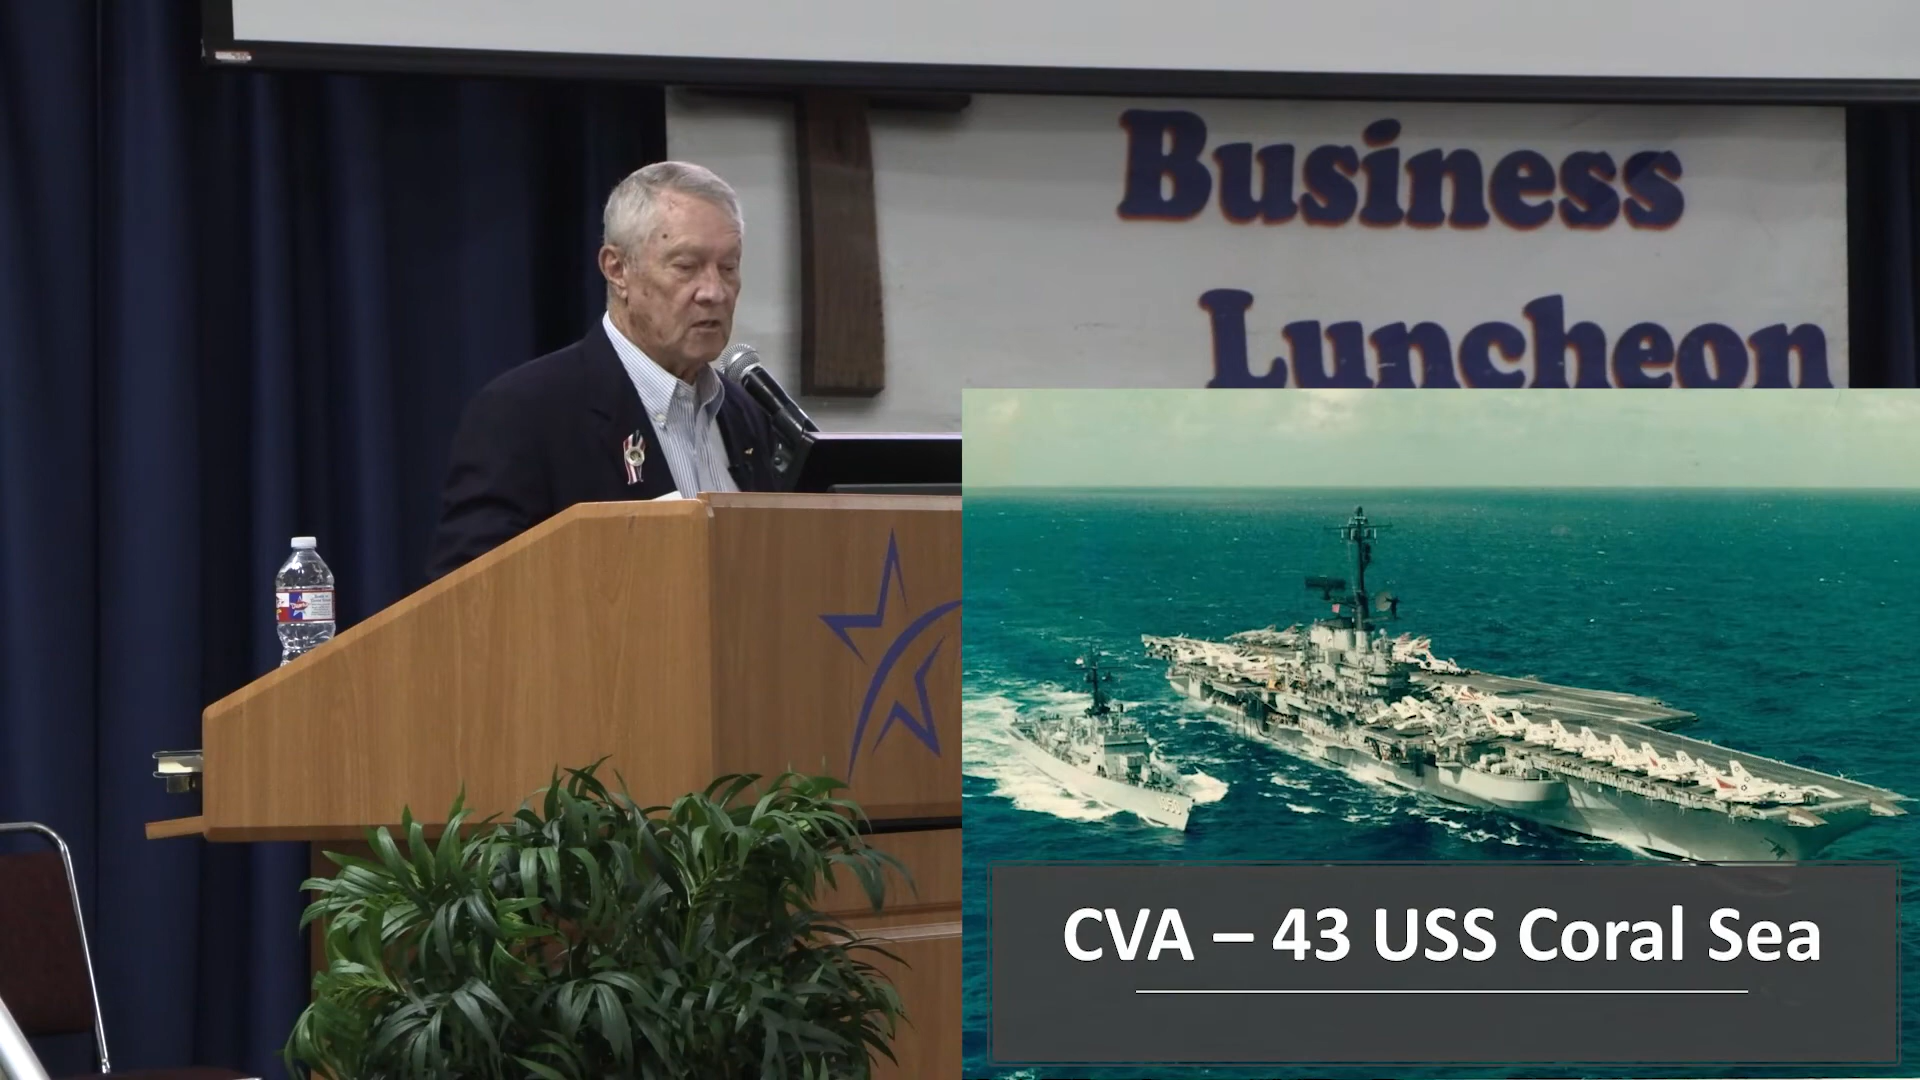 Business
Luncheon
CVA – 43 USS Coral Sea